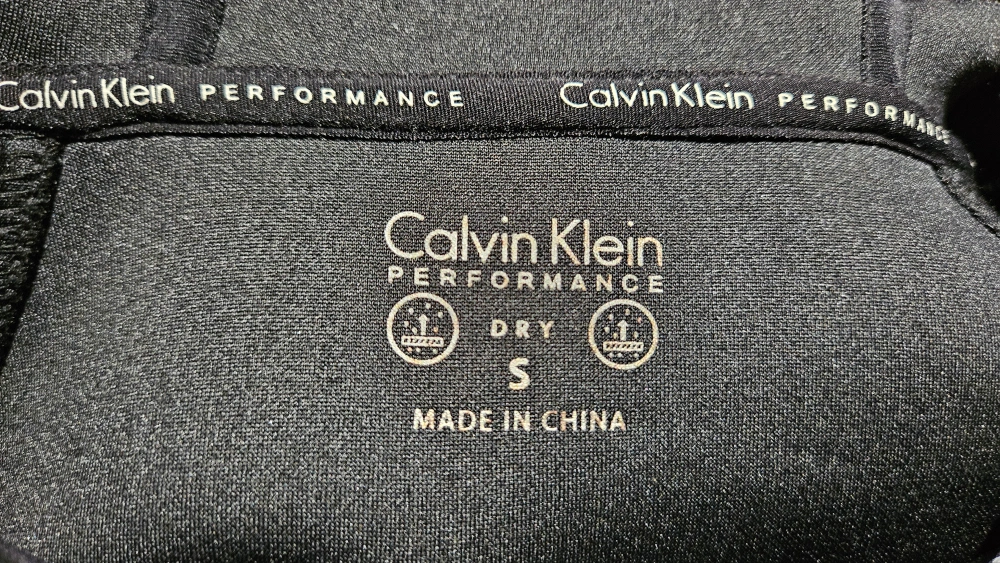 Calvin Klein PERFORMANCE Calvin Klein PERFORMANCE
Calvin Klein
PERFORMANCE
DRY
S
MADE IN CHINA